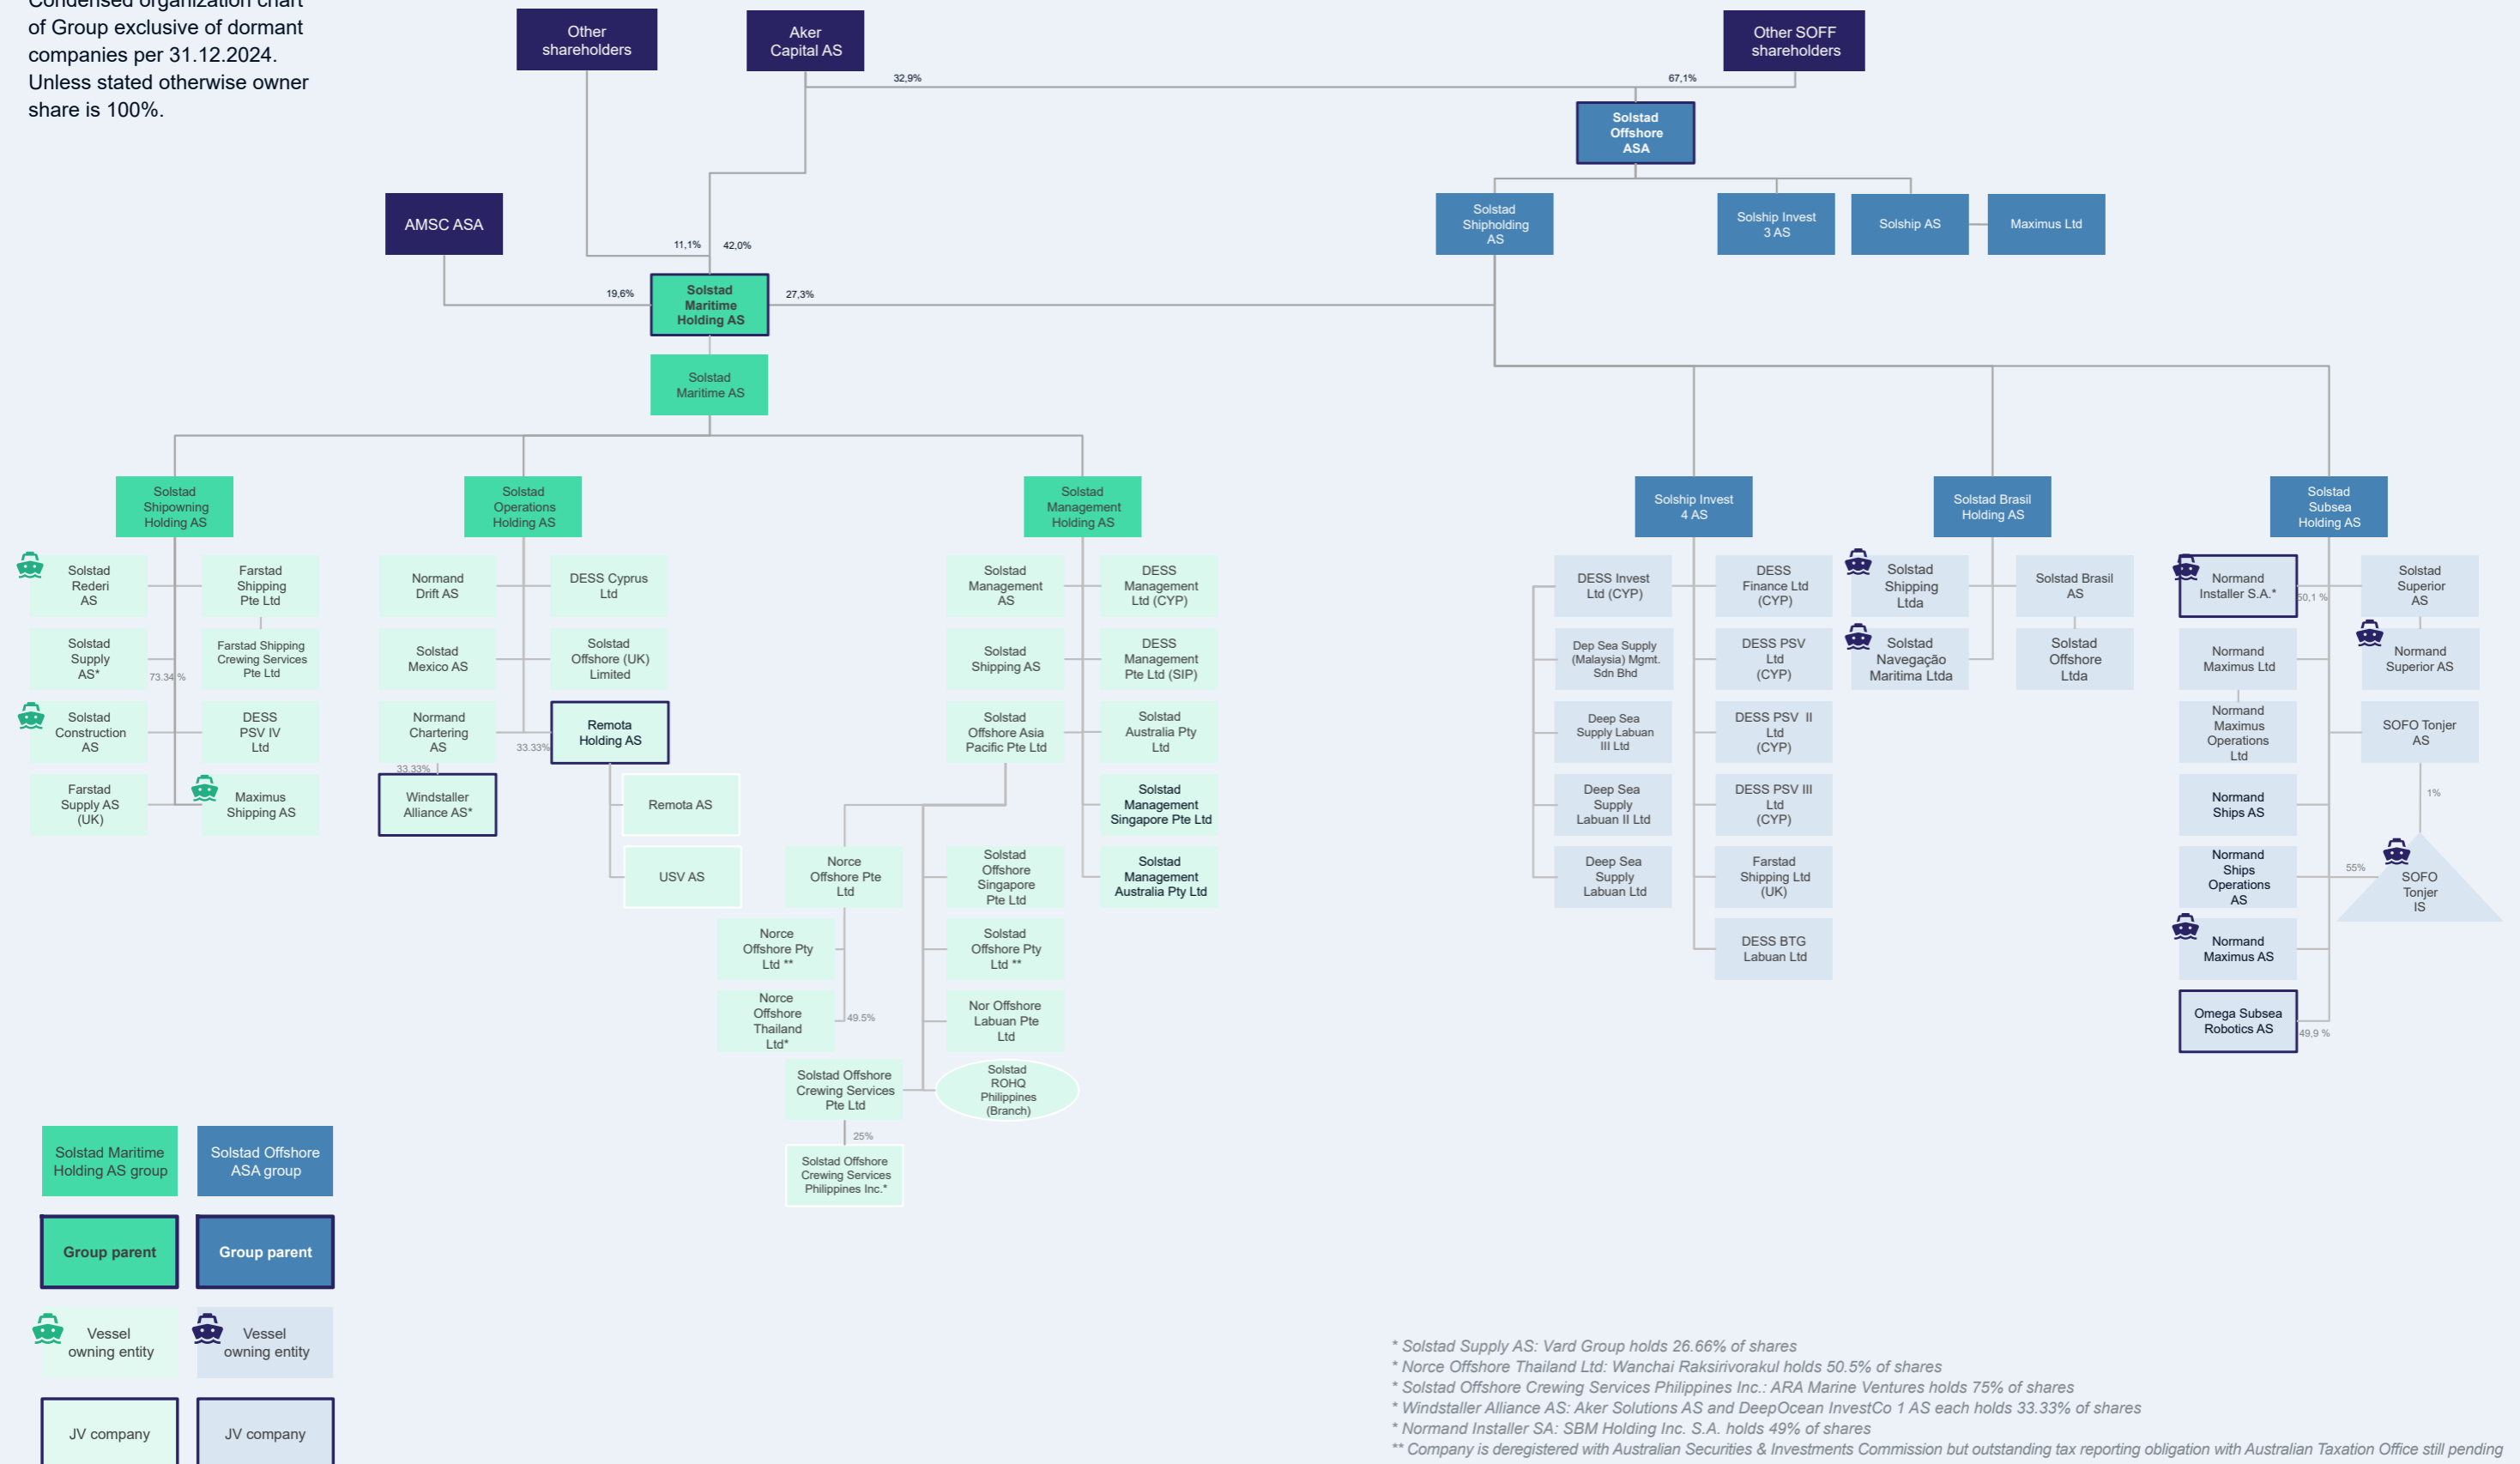 Condensed organization chart
of Group exclusive of dormant
companies per 31.12.2024.
Unless stated otherwise owner
share is 100%.
Other
shareholders
Aker
Capital AS
Other SOFF
shareholders
32,9%
67,1%
Solstad
Offshore
ASA
AMSC ASA
Solstad
Shipholding
AS
Solship Invest
3 AS
Solship AS
Maximus Ltd
11,1%
42,0%
19,6%
Solstad
Maritime
Holding AS
27,3%
Solstad
Maritime AS
Solstad
Shipowning
Holding AS
Solstad
Operations
Holding AS
Solstad
Management
Holding AS
Solship Invest
4 AS
Solstad Brasil
Holding AS
Solstad
Subsea
Holding AS
Solstad
Rederi
AS
Farstad
Shipping
Pte Ltd
Solstad
Supply
AS*
73.34 %
Farstad Shipping
Crewing Services
Pte Ltd
Solstad
Construction
AS
DESS
PSV IV
Ltd
Farstad
Supply AS
(UK)
Maximus
Shipping AS
Normand
Drift AS
DESS Cyprus
Ltd
Solstad
Mexico AS
Solstad
Offshore (UK)
Limited
Normand
Chartering
AS
33.33%
Remota
Holding AS
33,33%
Windstaller
Alliance AS*
Remota AS
USV AS
Solstad
Management
AS
DESS
Management
Ltd (CYP)
Solstad
Shipping AS
DESS
Management
Pte Ltd (SIP)
Solstad
Offshore Asia
Pacific Pte Ltd
Solstad
Australia Pty
Ltd
Solstad
Management
Singapore Pte Ltd
Solstad
Management
Australia Pty Ltd
Norce
Offshore Pte
Ltd
Solstad
Offshore
Singapore
Pte Ltd
Norce
Offshore Pty
Ltd **
Solstad
Offshore Pty
Ltd **
Norce
Offshore
Thailand
Ltd*
49.5%
Nor Offshore
Labuan Pte
Ltd
Solstad Offshore
Crewing Services
Pte Ltd
Solstad
ROHQ
Philippines
(Branch)
25%
Solstad Offshore
Crewing Services
Philippines Inc.*
DESS Invest
Ltd (CYP)
DESS
Finance Ltd
(CYP)
Dep Sea Supply
(Malaysia) Mgmt.
Sdn Bhd
DESS PSV
Ltd
(CYP)
Deep Sea
Supply Labuan
III Ltd
DESS PSV II
Ltd
(CYP)
Deep Sea
Supply
Labuan II Ltd
DESS PSV III
Ltd
(CYP)
Deep Sea
Supply
Labuan Ltd
Farstad
Shipping Ltd
(UK)
DESS BTG
Labuan Ltd
Solstad
Shipping
Ltda
Solstad Brasil
AS
Solstad
Navegação
Maritima Ltda
Solstad
Offshore
Ltda
Normand
Installer S.A.*
50,1 %
Solstad
Superior
AS
Normand
Maximus Ltd
Normand
Superior AS
Normand
Maximus
Operations
Ltd
SOFO Tonjer
AS
Normand
Ships AS
1%
Normand
Ships
Operations
AS
55%
SOFO
Tonjer
IS
Normand
Maximus AS
Omega Subsea
Robotics AS
49,9 %
Solstad Maritime
Holding AS group
Solstad Offshore
ASA group
Group parent
Group parent
Vessel
owning entity
Vessel
owning entity
JV company
JV company
* Solstad Supply AS: Vard Group holds 26.66% of shares
* Norce Offshore Thailand Ltd: Wanchai Raksirivorakul holds 50.5% of shares
* Solstad Offshore Crewing Services Philippines Inc.: ARA Marine Ventures holds 75% of shares
* Windstaller Alliance AS: Aker Solutions AS and DeepOcean InvestCo 1 AS each holds 33.33% of shares
* Normand Installer SA: SBM Holding Inc. S.A. holds 49% of shares
** Company is deregistered with Australian Securities & Investments Commission but outstanding tax reporting obligation with Australian Taxation Office still pending